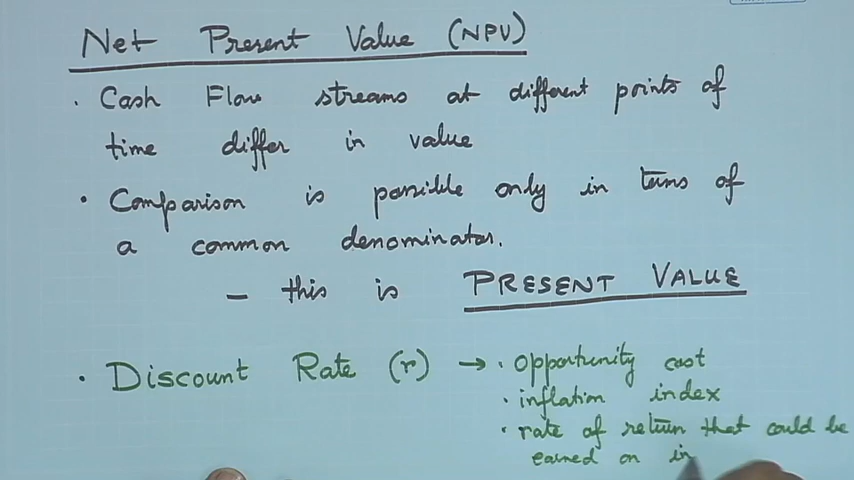 Net Present Value (NPV)
. Cash Flow streams at different points of
time differ in value
. Comparison is possible only in terms of
a common denominator.
- this is PRESENT VALUE
. Discount Rate (r) → . opportunity cost
. inflation index
. rate of return that could be
earned on in